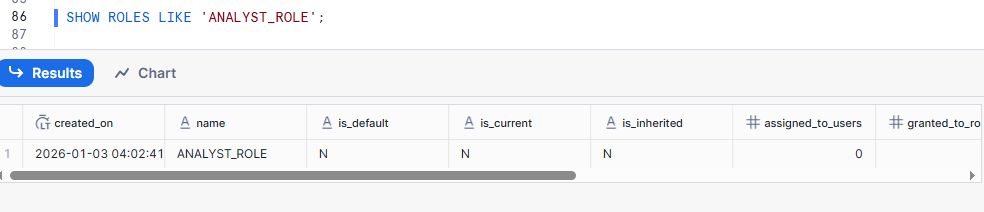 86 SHOW ROLES LIKE 'ANALYST_ROLE';
87
Results Chart
created_on A name A is_default A is_current A is_inherited # assigned_to_users # granted_to_ro
1 2026-01-03 04:02:41 ANALYST_ROLE N N N 0